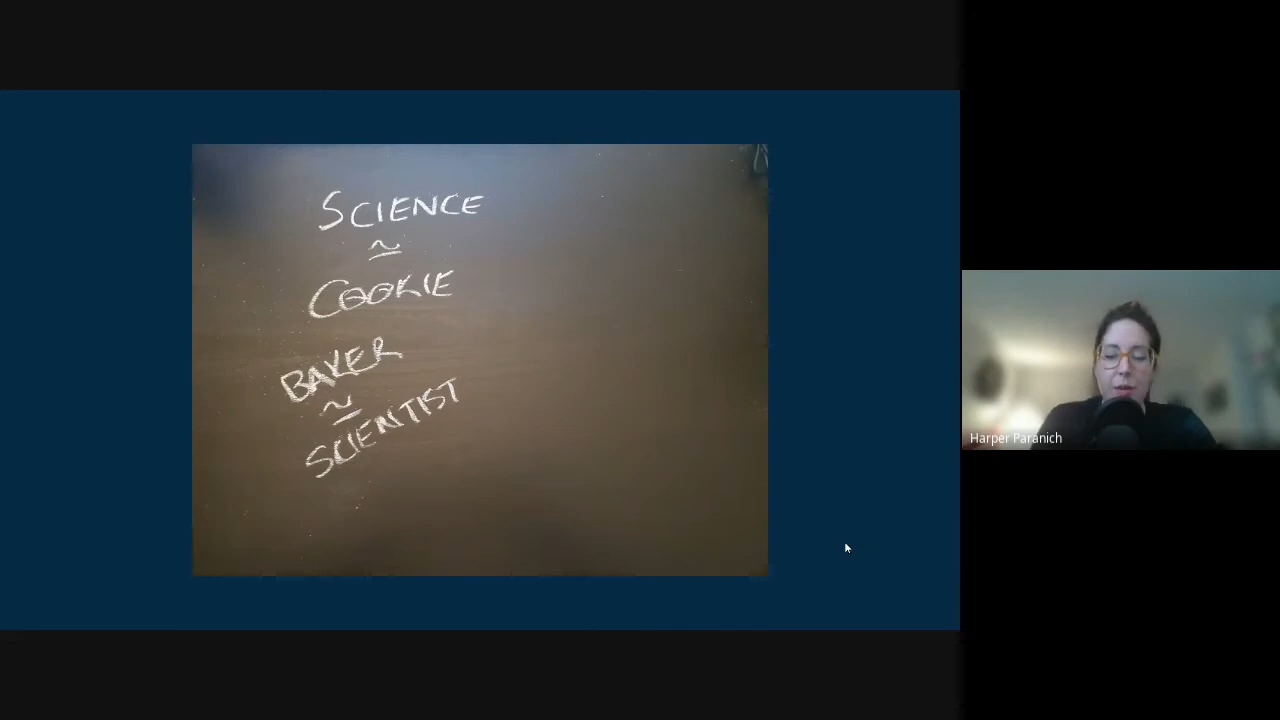 SCIENCE
≃
COOKIE
BAKER
≃
SCIENTIST
Harper Paranich